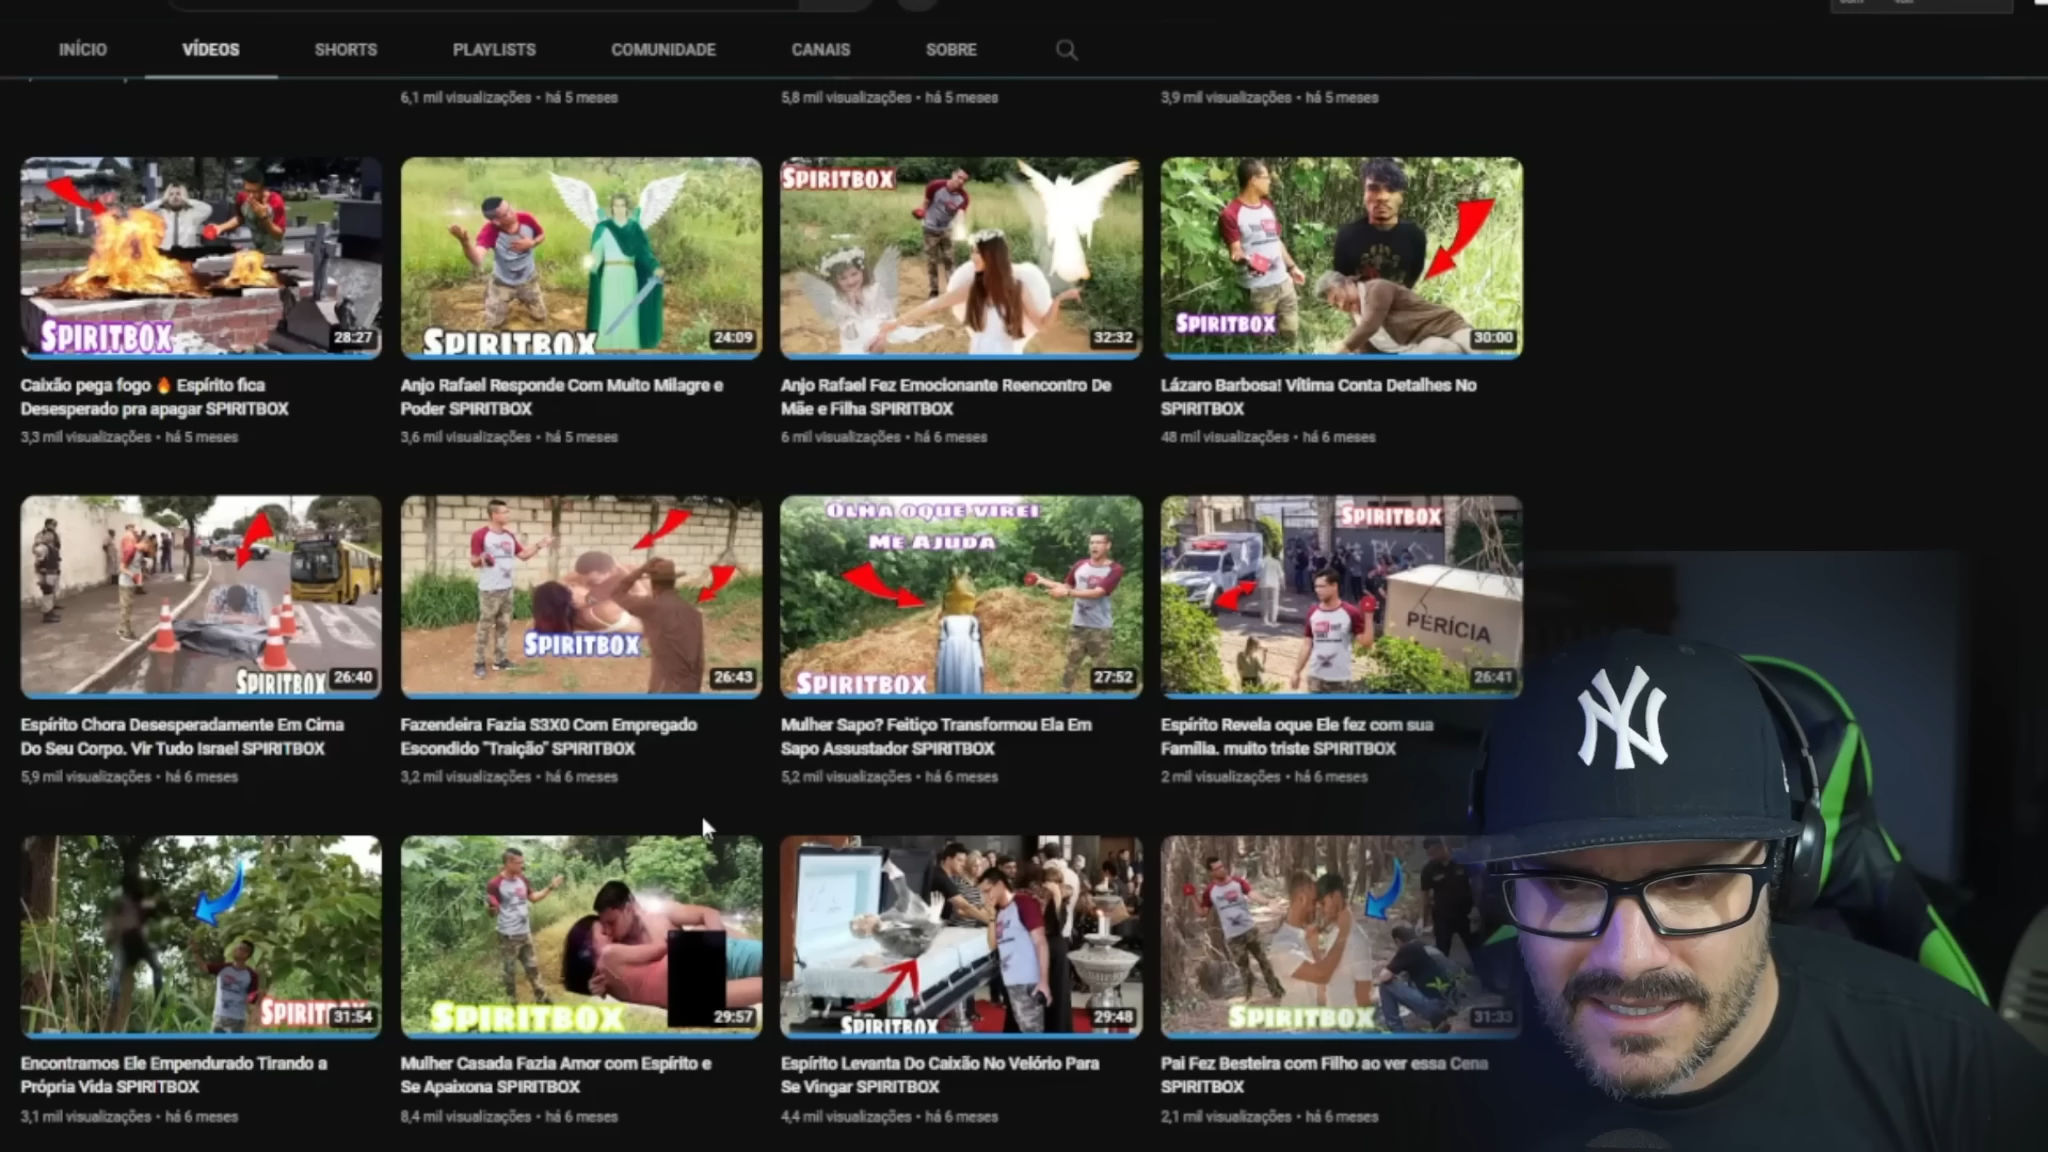 INÍCIO VÍDEOS SHORTS PLAYLISTS COMUNIDADE CANAIS SOBRE
6,1 mil visualizações • há 5 meses
5,8 mil visualizações • há 5 meses
3,9 mil visualizações • há 5 meses
SPIRITBOX
28:27
SPIRITBOX
24:09
SPIRITBOX
32:32
SPIRITBOX
30:00
Caixão pega fogo 🔥 Espírito fica
Desesperado pra apagar SPIRITBOX
3,3 mil visualizações • há 5 meses
Anjo Rafael Responde Com Muito Milagre e
Poder SPIRITBOX
3,6 mil visualizações • há 5 meses
Anjo Rafael Fez Emocionante Reencontro De
Mãe e Filha SPIRITBOX
6 mil visualizações • há 6 meses
Lázaro Barbosa! Vítima Conta Detalhes No
SPIRITBOX
48 mil visualizações • há 6 meses
SPIRITBOX
26:40
SPIRITBOX
26:43
OLHA OQUE VIREI
ME AJUDA
SPIRITBOX
27:52
SPIRITBOX
PERÍCIA
26:41
Espírito Chora Desesperadamente Em Cima
Do Seu Corpo. Vir Tudo Israel SPIRITBOX
5,9 mil visualizações • há 6 meses
Fazendeira Fazia S3X0 Com Empregado
Escondido "Traição" SPIRITBOX
3,2 mil visualizações • há 6 meses
Mulher Sapo? Feitiço Transformou Ela Em
Sapo Assustador SPIRITBOX
5,2 mil visualizações • há 6 meses
Espírito Revela oque Ele fez com sua
Família. muito triste SPIRITBOX
2 mil visualizações • há 6 meses
NY
31:54
SPIRITBOX
29:57
SPIRITBOX
29:48
SPIRITBOX
31:33
Encontramos Ele Empendurado Tirando a
Própria Vida SPIRITBOX
3,1 mil visualizações • há 6 meses
Mulher Casada Fazia Amor com Espírito e
Se Apaixona SPIRITBOX
8,4 mil visualizações • há 6 meses
Espírito Levanta Do Caixão No Velório Para
Se Vingar SPIRITBOX
4,4 mil visualizações • há 6 meses
Pai Fez Besteira com Filho ao ver essa Cena
SPIRITBOX
2,1 mil visualizações • há 6 meses